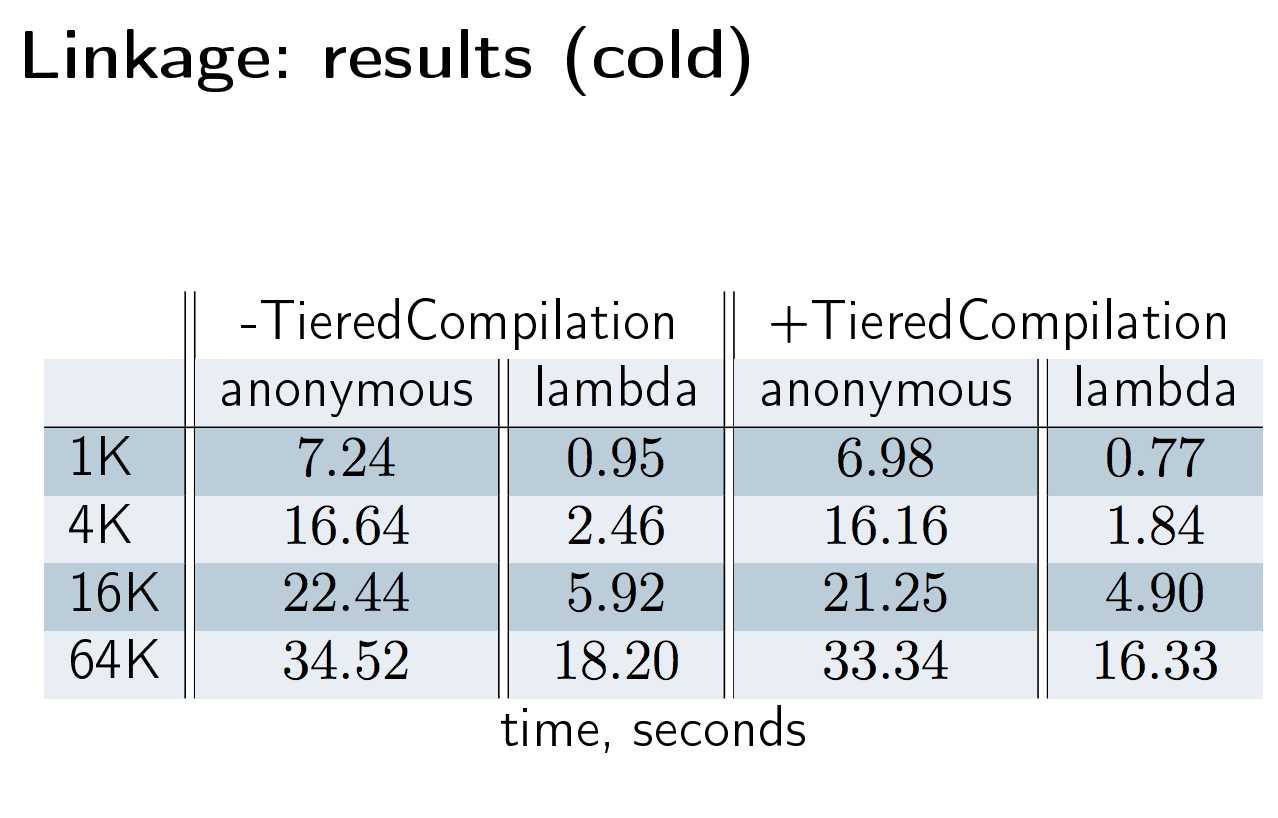 Linkage: results (cold)
-TieredCompilation +TieredCompilation
anonymous lambda anonymous lambda
1K 7.24 0.95 6.98 0.77
4K 16.64 2.46 16.16 1.84
16K 22.44 5.92 21.25 4.90
64K 34.52 18.20 33.34 16.33
time, seconds